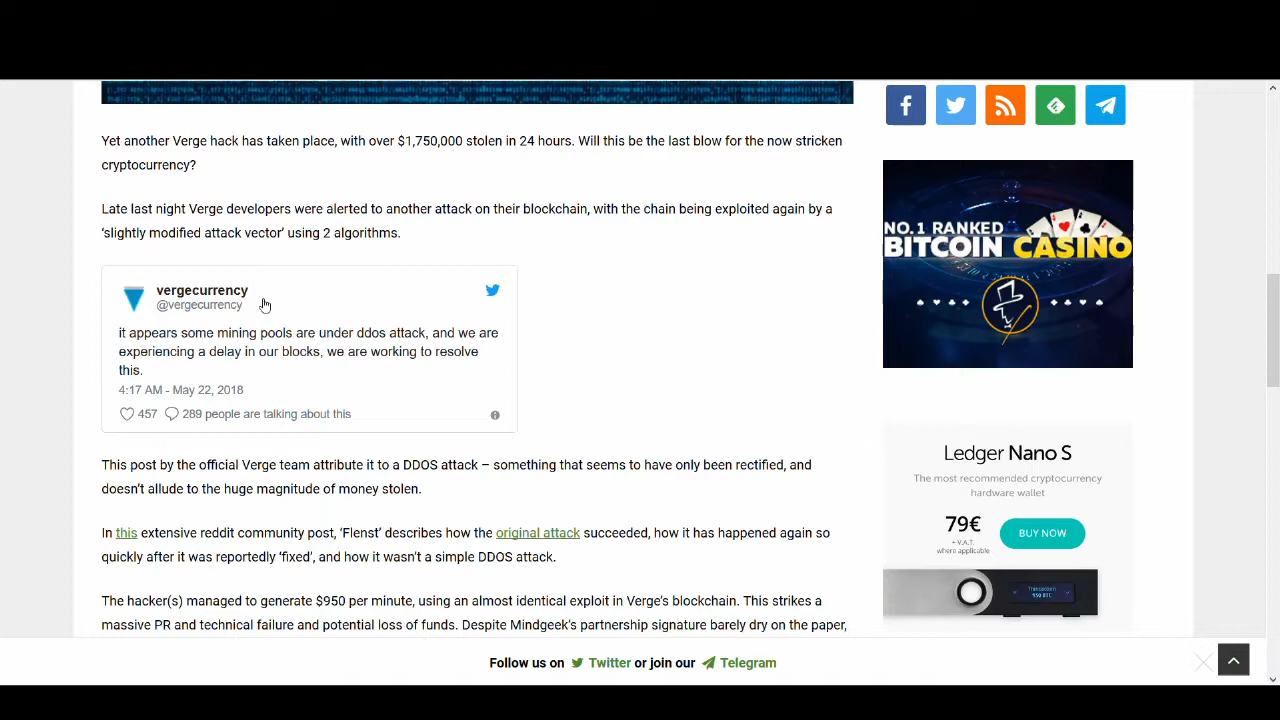 Yet another Verge hack has taken place, with over $1,750,000 stolen in 24 hours. Will this be the last blow for the now stricken
cryptocurrency?
Late last night Verge developers were alerted to another attack on their blockchain, with the chain being exploited again by a
‘slightly modified attack vector’ using 2 algorithms.
vergecurrency
@vergecurrency
it appears some mining pools are under ddos attack, and we are
experiencing a delay in our blocks, we are working to resolve
this.
4:17 AM - May 22, 2018
457 289 people are talking about this
This post by the official Verge team attribute it to a DDOS attack – something that seems to have only been rectified, and
doesn’t allude to the huge magnitude of money stolen.
In this extensive reddit community post, ‘Flenst’ describes how the original attack succeeded, how it has happened again so
quickly after it was reportedly ‘fixed’, and how it wasn’t a simple DDOS attack.
The hacker(s) managed to generate $950 per minute, using an almost identical exploit in Verge’s blockchain. This strikes a
massive PR and technical failure and potential loss of funds. Despite Mindgeek’s partnership signature barely dry on the paper,
NO.1 RANKED
BITCOIN CASINO
Ledger Nano S
The most recommended cryptocurrency
hardware wallet
79€
+ V.A.T.
where applicable
BUY NOW
Follow us on Twitter or join our Telegram